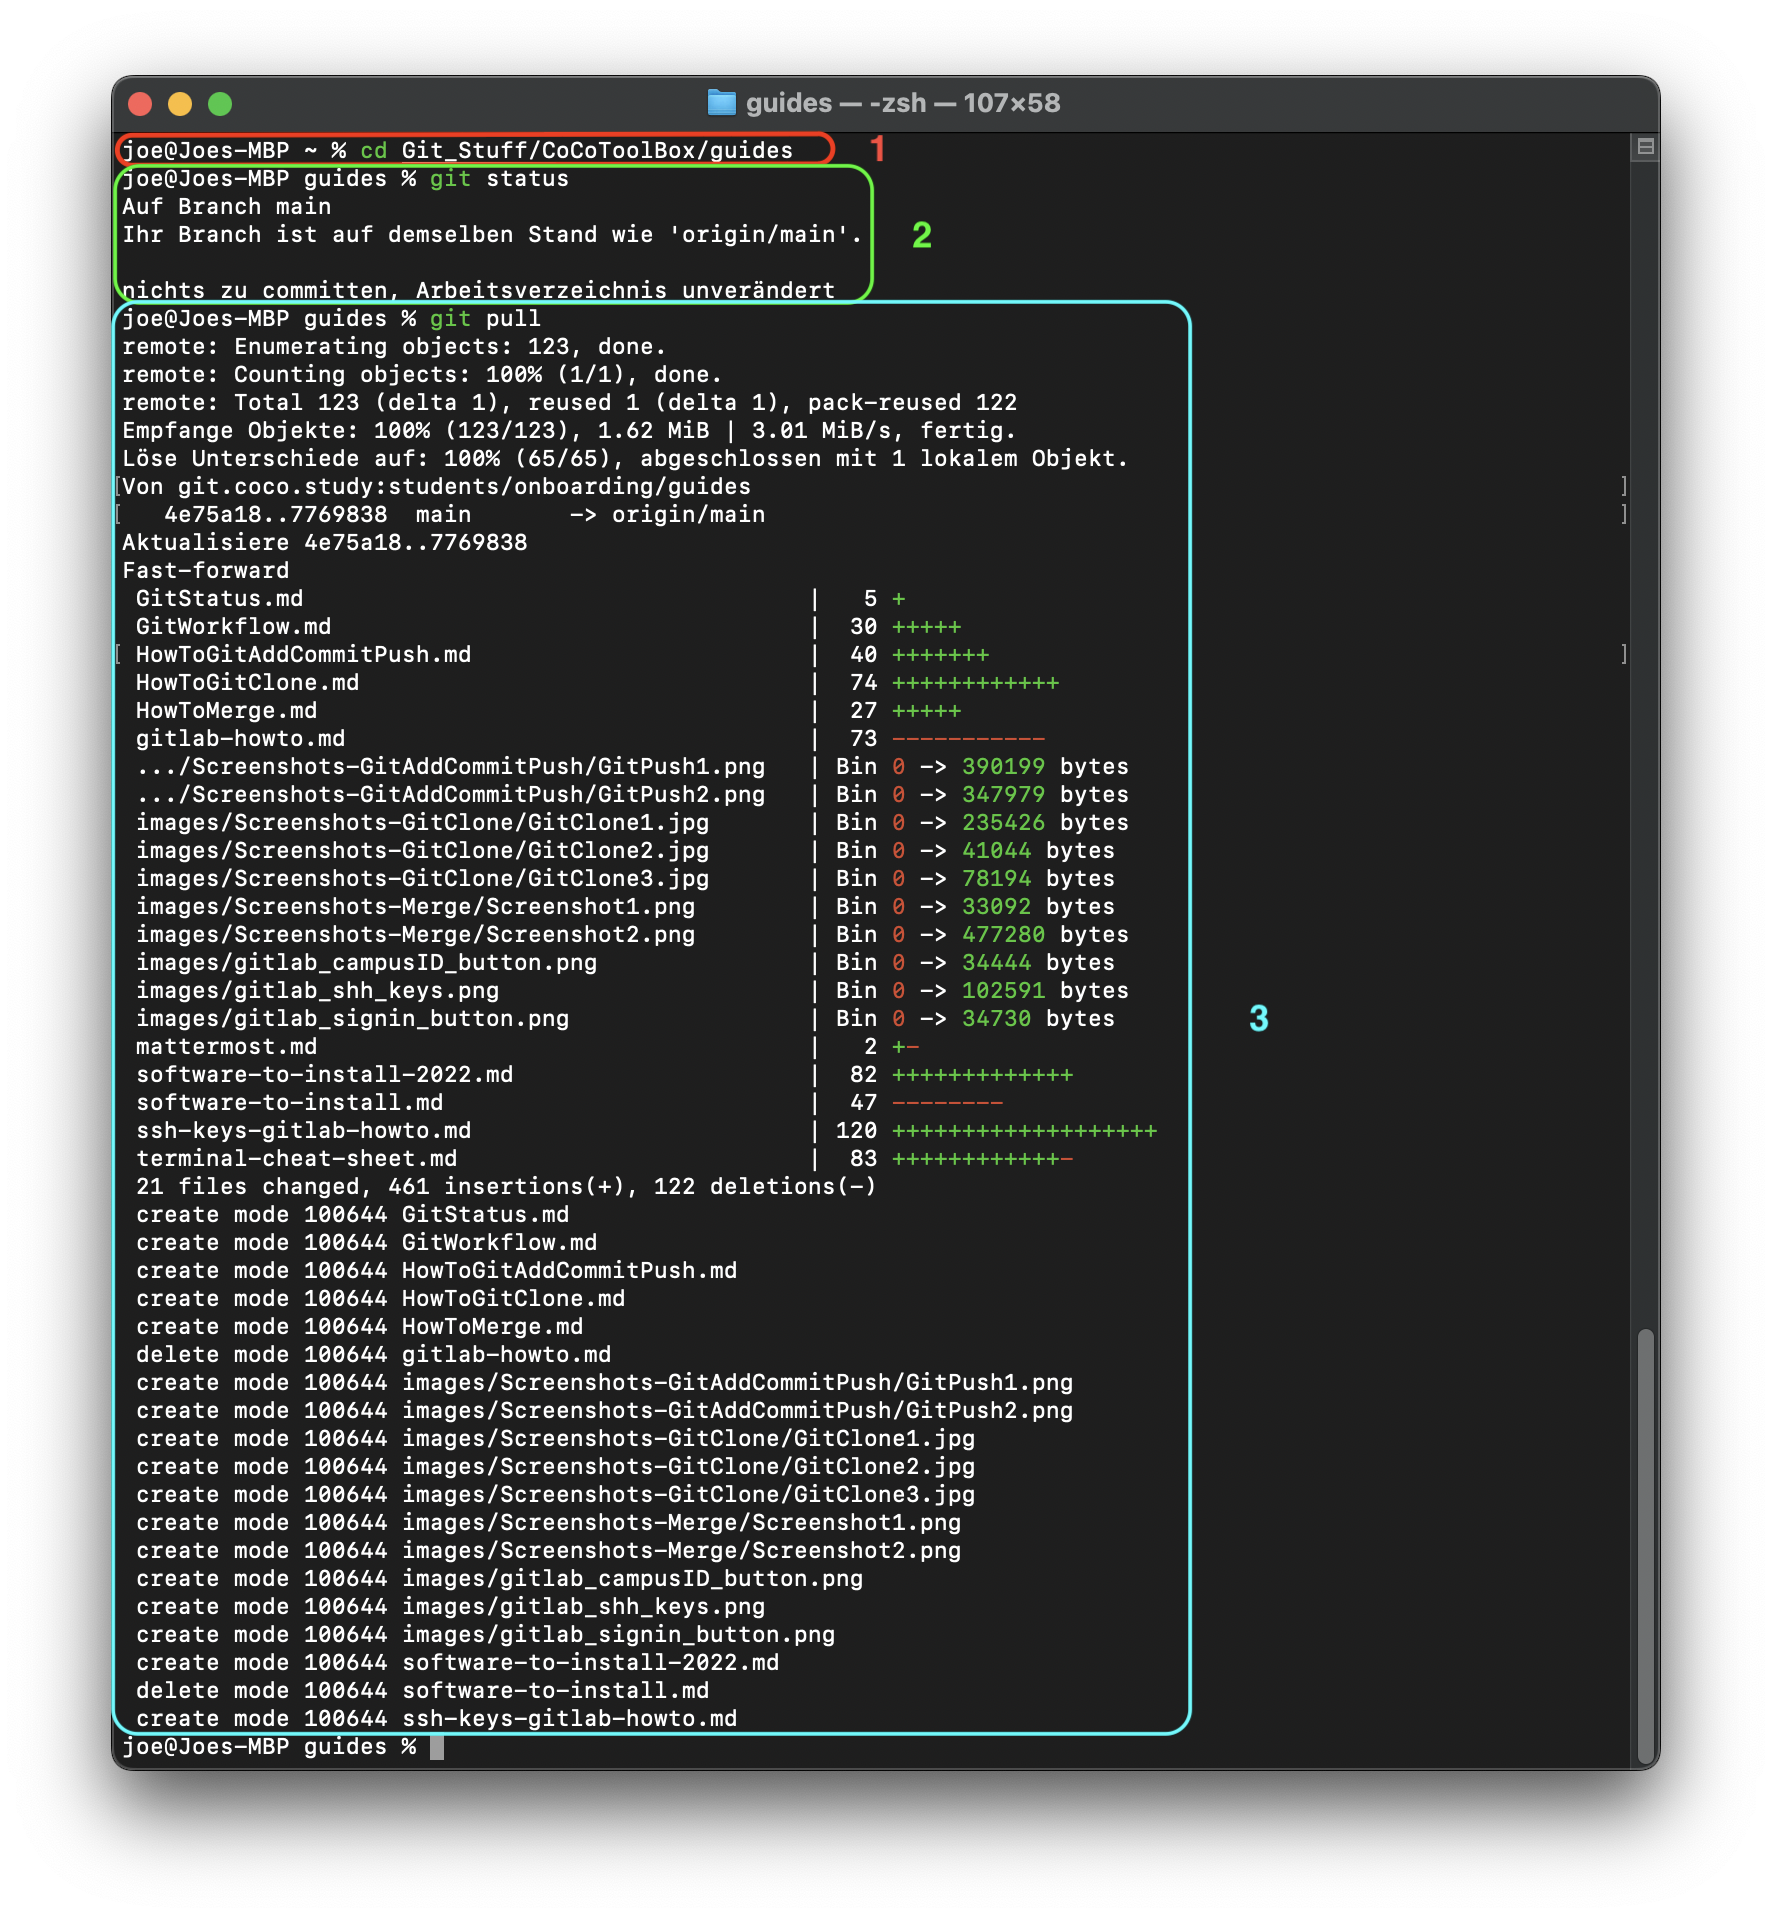 guides — -zsh — 107×58
joe@Joes-MBP ~ % cd Git_Stuff/CoCoToolBox/guides
1
joe@Joes-MBP guides % git status
Auf Branch main
Ihr Branch ist auf demselben Stand wie 'origin/main'.
2
nichts zu committen, Arbeitsverzeichnis unverändert
joe@Joes-MBP guides % git pull
remote: Enumerating objects: 123, done.
remote: Counting objects: 100% (1/1), done.
remote: Total 123 (delta 1), reused 1 (delta 1), pack-reused 122
Empfange Objekte: 100% (123/123), 1.62 MiB | 3.01 MiB/s, fertig.
Löse Unterschiede auf: 100% (65/65), abgeschlossen mit 1 lokalem Objekt.
[Von git.coco.study:students/onboarding/guides ]
[   4e75a18..7769838  main       -> origin/main ]
Aktualisiere 4e75a18..7769838
Fast-forward
 GitStatus.md                                     |   5 +
 GitWorkflow.md                                   |  30 +++++
[ HowToGitAddCommitPush.md                         |  40 +++++++ ]
 HowToGitClone.md                                 |  74 ++++++++++++
 HowToMerge.md                                    |  27 +++++
 gitlab-howto.md                                  |  73 -----------
 .../Screenshots-GitAddCommitPush/GitPush1.png   | Bin 0 -> 390199 bytes
 .../Screenshots-GitAddCommitPush/GitPush2.png   | Bin 0 -> 347979 bytes
 images/Screenshots-GitClone/GitClone1.jpg       | Bin 0 -> 235426 bytes
 images/Screenshots-GitClone/GitClone2.jpg       | Bin 0 -> 41044 bytes
 images/Screenshots-GitClone/GitClone3.jpg       | Bin 0 -> 78194 bytes
 images/Screenshots-Merge/Screenshot1.png        | Bin 0 -> 33092 bytes
 images/Screenshots-Merge/Screenshot2.png        | Bin 0 -> 477280 bytes
 images/gitlab_campusID_button.png               | Bin 0 -> 34444 bytes
 images/gitlab_shh_keys.png                      | Bin 0 -> 102591 bytes
 images/gitlab_signin_button.png                 | Bin 0 -> 34730 bytes
3
 mattermost.md                                   |   2 +-
 software-to-install-2022.md                     |  82 +++++++++++++
 software-to-install.md                          |  47 --------
 ssh-keys-gitlab-howto.md                        | 120 +++++++++++++++++++
 terminal-cheat-sheet.md                         |  83 ++++++++++++-
 21 files changed, 461 insertions(+), 122 deletions(-)
 create mode 100644 GitStatus.md
 create mode 100644 GitWorkflow.md
 create mode 100644 HowToGitAddCommitPush.md
 create mode 100644 HowToGitClone.md
 create mode 100644 HowToMerge.md
 delete mode 100644 gitlab-howto.md
 create mode 100644 images/Screenshots-GitAddCommitPush/GitPush1.png
 create mode 100644 images/Screenshots-GitAddCommitPush/GitPush2.png
 create mode 100644 images/Screenshots-GitClone/GitClone1.jpg
 create mode 100644 images/Screenshots-GitClone/GitClone2.jpg
 create mode 100644 images/Screenshots-GitClone/GitClone3.jpg
 create mode 100644 images/Screenshots-Merge/Screenshot1.png
 create mode 100644 images/Screenshots-Merge/Screenshot2.png
 create mode 100644 images/gitlab_campusID_button.png
 create mode 100644 images/gitlab_shh_keys.png
 create mode 100644 images/gitlab_signin_button.png
 create mode 100644 software-to-install-2022.md
 delete mode 100644 software-to-install.md
 create mode 100644 ssh-keys-gitlab-howto.md
joe@Joes-MBP guides %